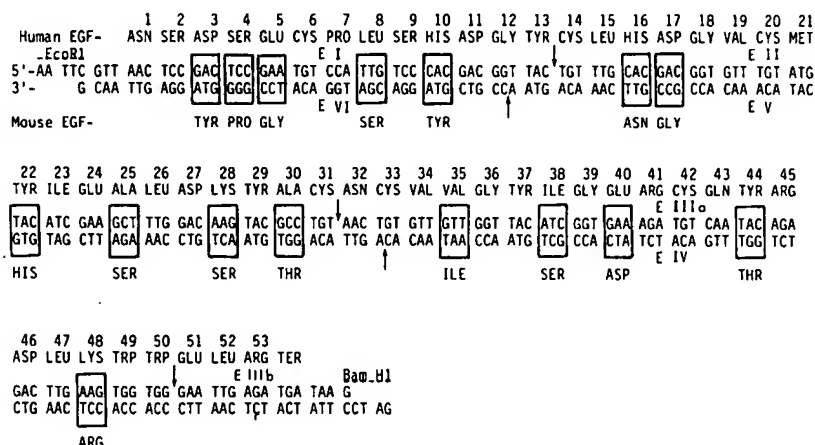 1 2 3 4 5 6 7 8 9 10 11 12 13 14 15 16 17 18 19 20 21
Human EGF- ASN SER ASP SER GLU CYS PRO LEU SER HIS ASP GLY TYR CYS LEU HIS ASP GLY VAL CYS MET
EcoR1 E I E II
5'-AA TTC GTT AAC TCC GAC TCC GAA TGT CCA TTG TCC CAC GAC GGT TAC TGT TTG CAC GAC GGT GTT TGT ATG
3'- G CAA TTG AGG ATG GGG CCT ACA GGT AGC AGG ATG CTG CCA ATG ACA AAC TTG CCG CCA CAA ACA TAC
E VI E V
Mouse EGF- TYR PRO GLY SER TYR ASN GLY
22 23 24 25 26 27 28 29 30 31 32 33 34 35 36 37 38 39 40 41 42 43 44 45
TYR ILE GLU ALA LEU ASP LYS TYR ALA CYS ASN CYS VAL VAL GLY TYR ILE GLY GLU ARG CYS GLN TYR ARG
E IIIa
TAC ATC GAA GCT TTG GAC AAG TAC GCC TGT AAC TGT GTT GTT GGT TAC ATC GGT GAA AGA TGT CAA TAC AGA
GTG TAG CTT AGA AAC CTG TCA ATG TGG ACA TTG ACA CAA TAA CCA ATG TCG CCA CTA TCT ACA GTT TGG TCT
E IV
HIS SER SER THR ILE SER ASP THR
46 47 48 49 50 51 52 53
ASP LEU LYS TRP TRP GLU LEU ARG TER
E IIIb Bam H1
GAC TTG AAG TGG TGG GAA TTG AGA TGA TAA G
CTG AAC TCC ACC ACC CTT AAC TCT ACT ATT CCT AG
ARG